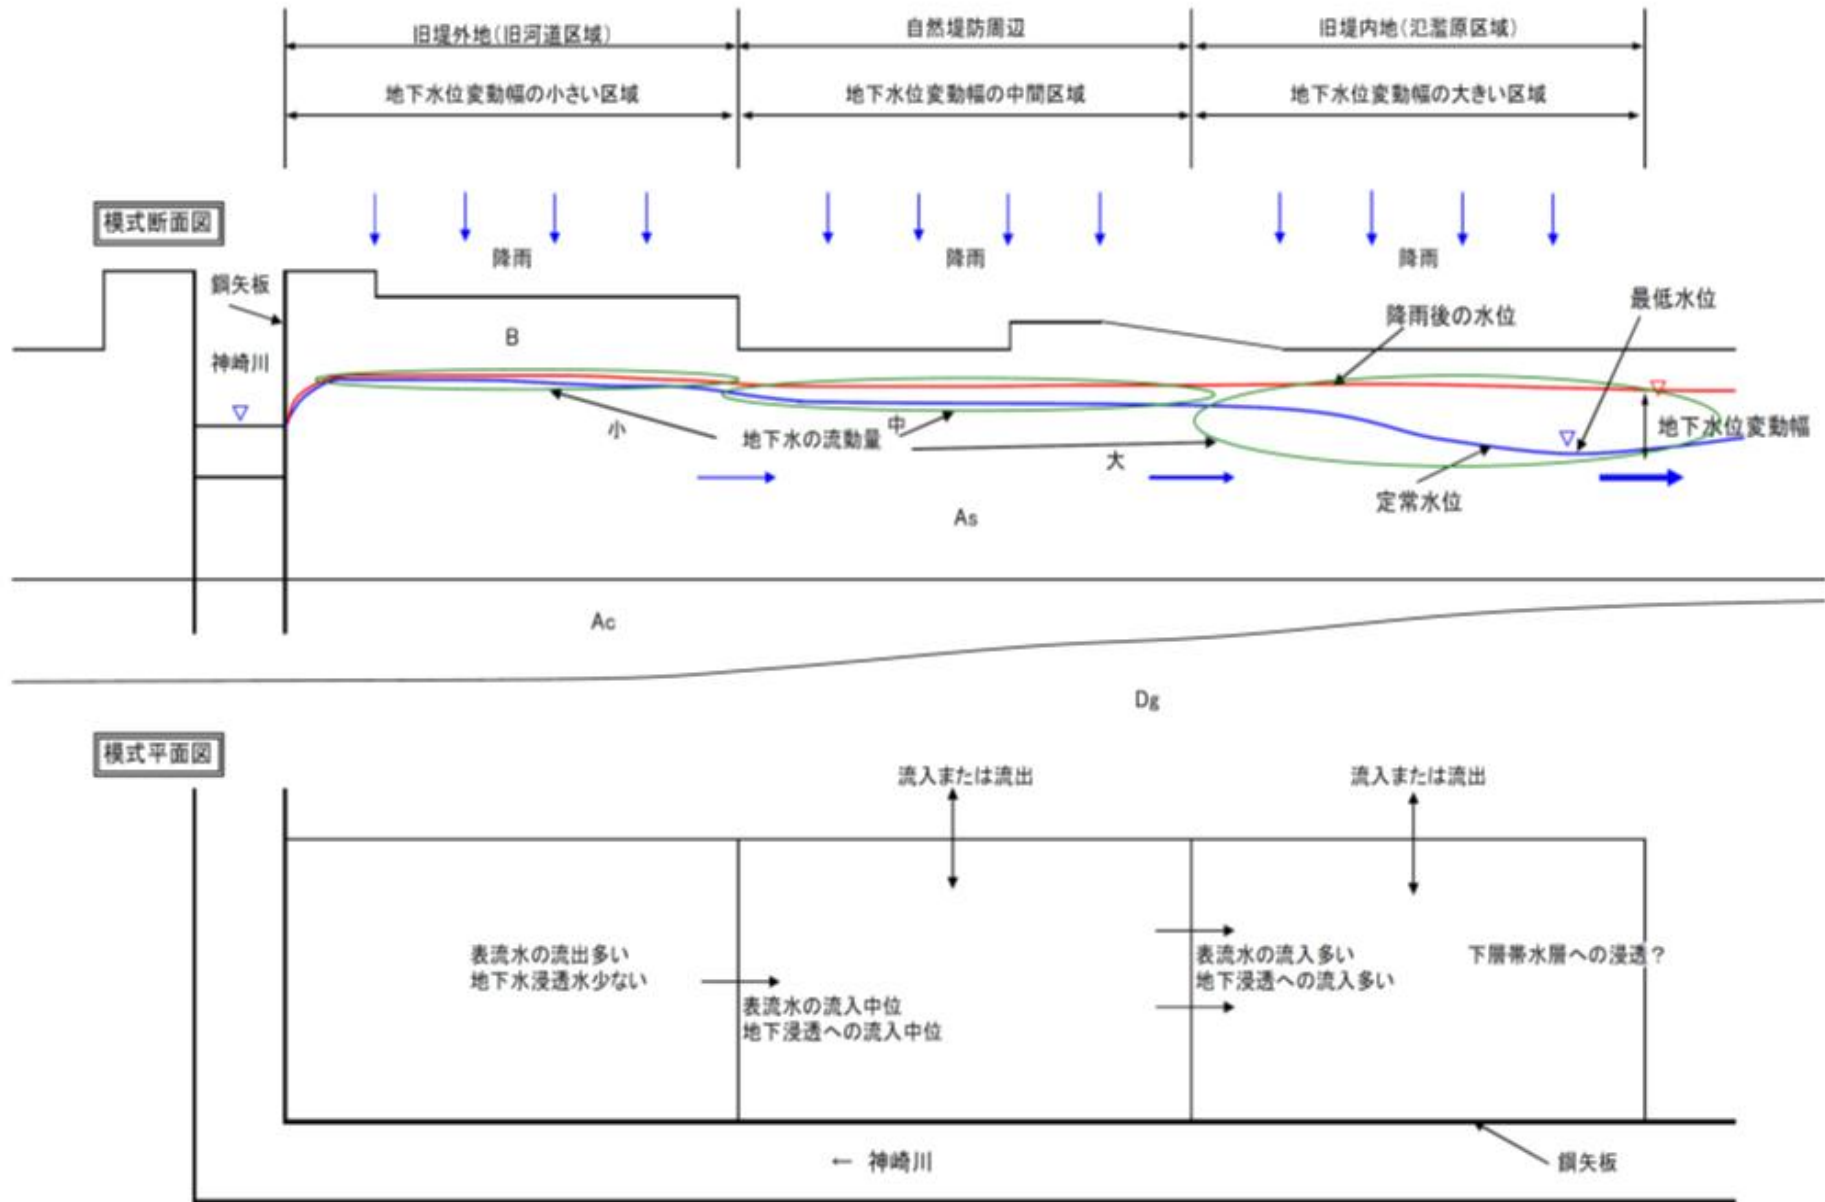 旧堤外地(旧河道区域)
自然堤防周辺
旧堤内地(氾濫原区域)
地下水位変動幅の小さい区域
地下水位変動幅の中間区域
地下水位変動幅の大きい区域
模式断面図
降雨
降雨
降雨
鋼矢板
最低水位
降雨後の水位
B
神崎川
小
地下水の流動量
中
大
地下水位変動幅
定常水位
As
Ac
Dg
模式平面図
流入または流出
流入または流出
表流水の流出多い
地下水浸透水少ない
表流水の流入中位
地下浸透への流入中位
表流水の流入多い
地下浸透への流入多い
下層帯水層への浸透？
← 神崎川
鋼矢板